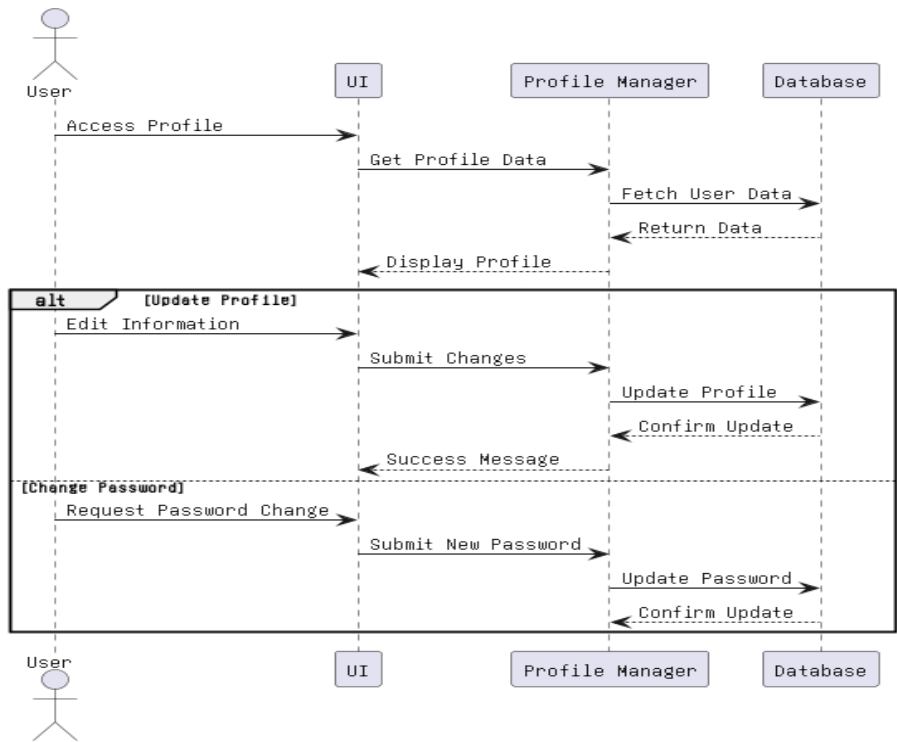 User
UI
Profile Manager
Database
Access Profile
Get Profile Data
Fetch User Data
Return Data
Display Profile
alt [Update Profile]
Edit Information
Submit Changes
Update Profile
Confirm Update
Success Message
[Change Password]
Request Password Change
Submit New Password
Update Password
Confirm Update
User
UI
Profile Manager
Database